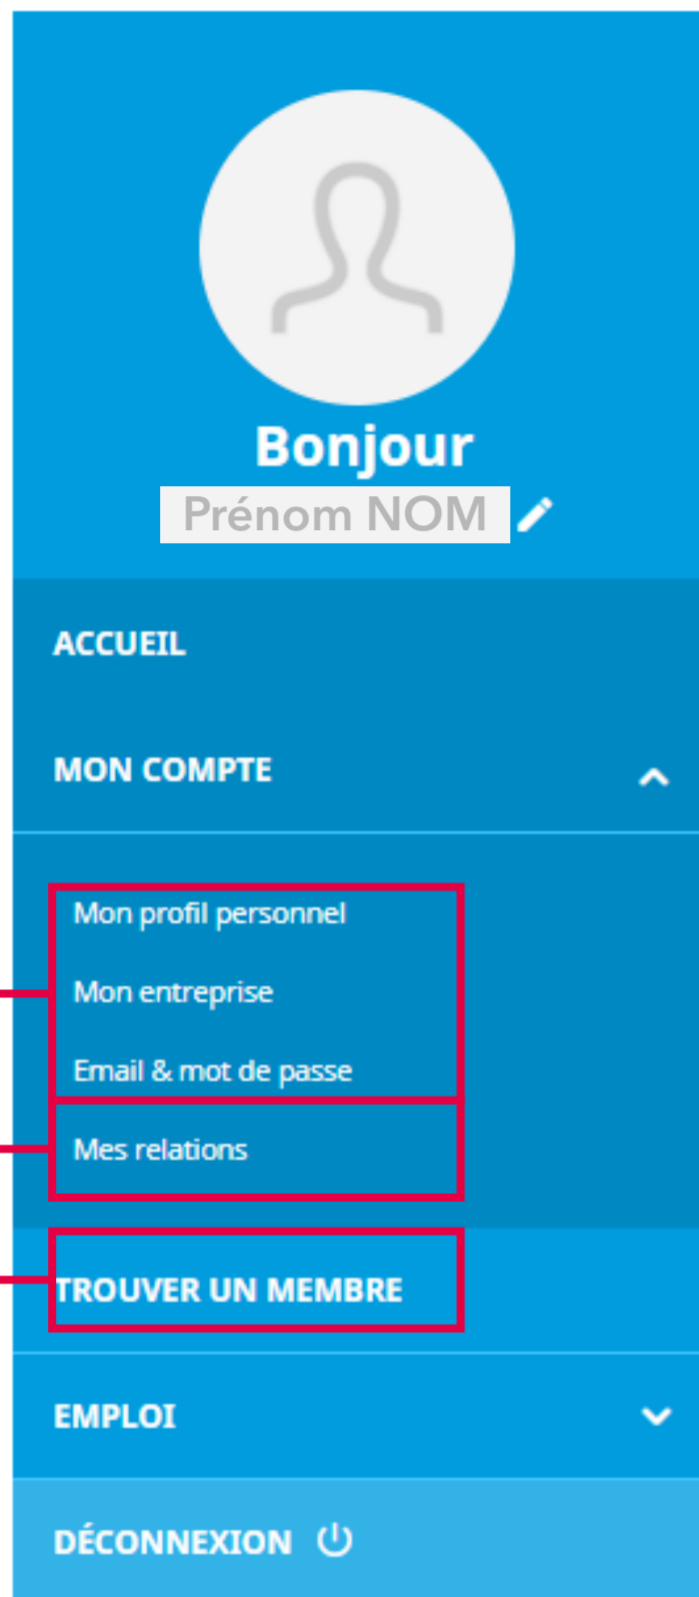 Bonjour
Prénom NOM
ACCUEIL
MON COMPTE
Mon profil personnel
Mon entreprise
Email & mot de passe
Mes relations
TROUVER UN MEMBRE
EMPLOI
DÉCONNEXION